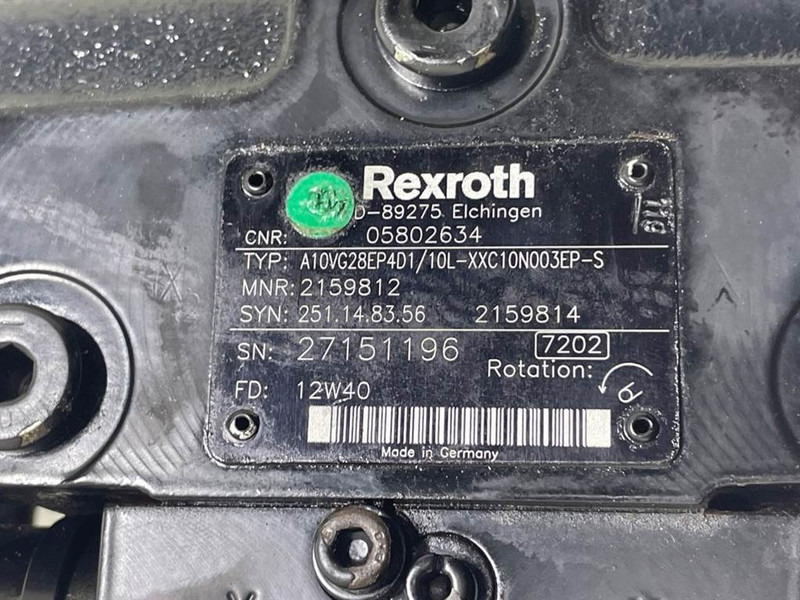 Rexroth
D-89275 Elchingen
CNR: 05802634
TYP: A10VG28EP4D1/10L-XXC10N003EP-S
MNR: 2159812
SYN: 251.14.83.56 2159814
SN: 27151196 7202
Rotation:
FD: 12W40
Made in Germany